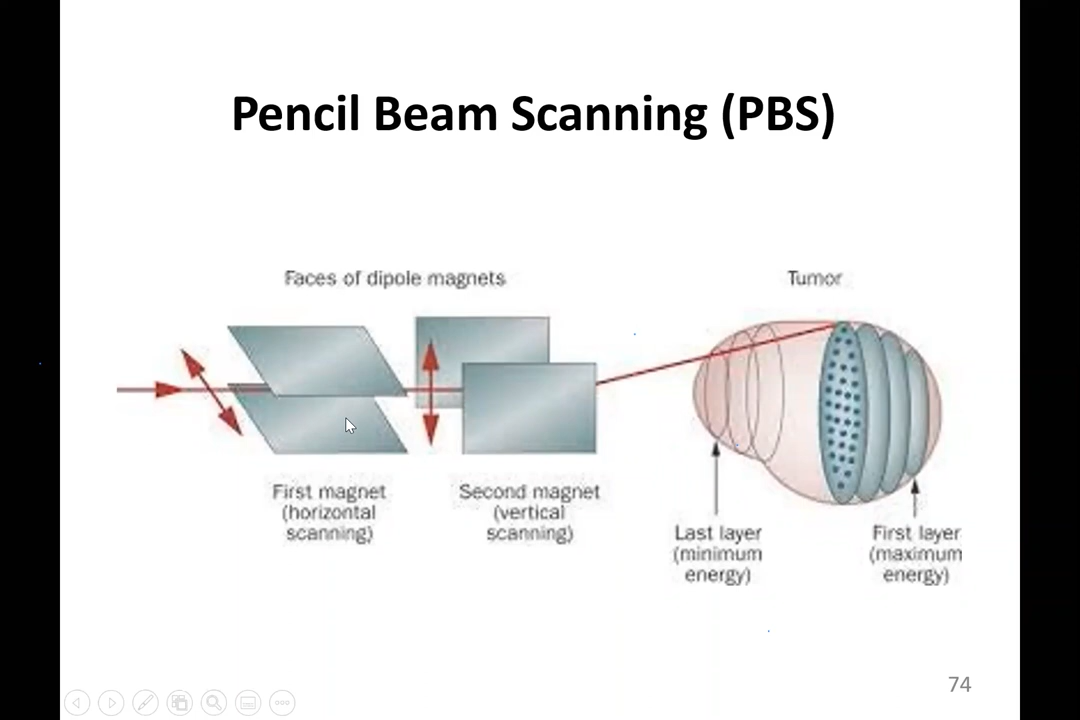 Pencil Beam Scanning (PBS)
Faces of dipole magnets
Tumor
First magnet
(horizontal
scanning)
Second magnet
(vertical
scanning)
Last layer
(minimum
energy)
First layer
(maximum
energy)
74